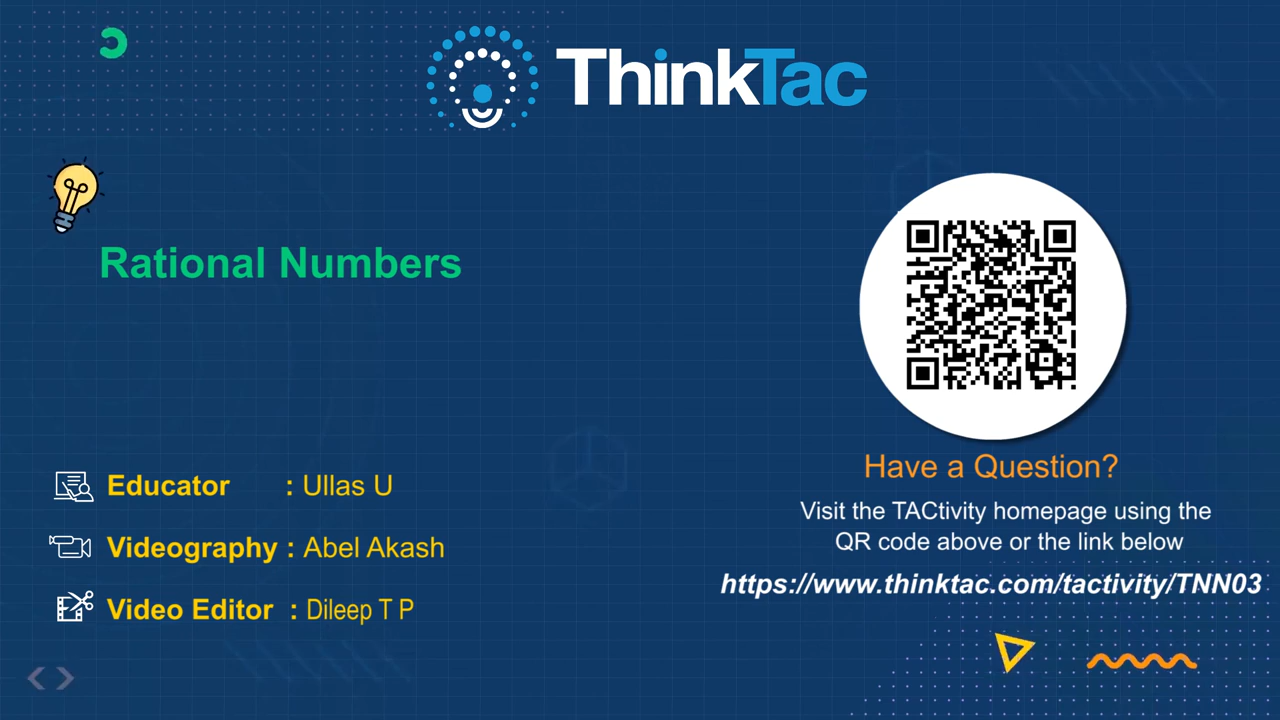 ThinkTac
Rational Numbers
Educator : Ullas U
Videography : Abel Akash
Video Editor : Dileep T P
Have a Question?
Visit the TACtivity homepage using the
QR code above or the link below
https://www.thinktac.com/tactivity/TNN03